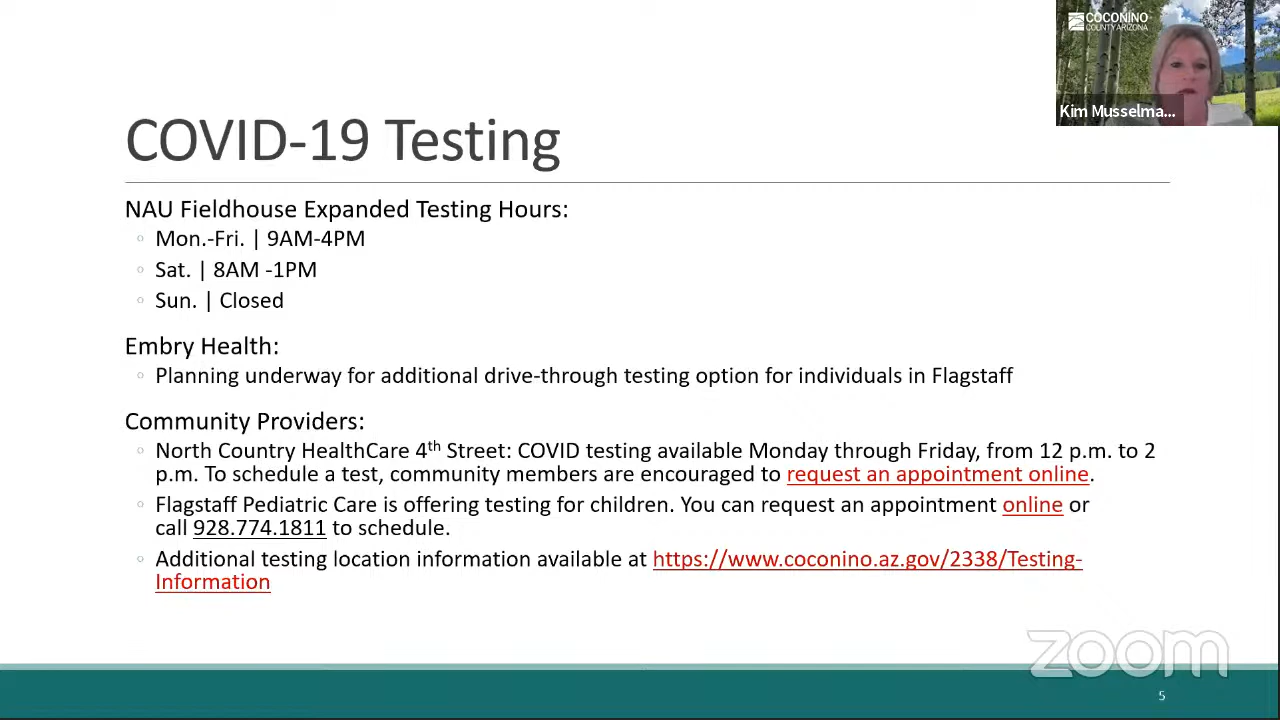 COCONINO
COUNTY ARIZONA
Kim Musselma...
COVID-19 Testing
NAU Fieldhouse Expanded Testing Hours:
Mon.-Fri. | 9AM-4PM
Sat. | 8AM -1PM
Sun. | Closed
Embry Health:
Planning underway for additional drive-through testing option for individuals in Flagstaff
Community Providers:
North Country HealthCare 4th Street: COVID testing available Monday through Friday, from 12 p.m. to 2
p.m. To schedule a test, community members are encouraged to request an appointment online.
Flagstaff Pediatric Care is offering testing for children. You can request an appointment online or
call 928.774.1811 to schedule.
Additional testing location information available at https://www.coconino.az.gov/2338/Testing-
Information
zoom
5